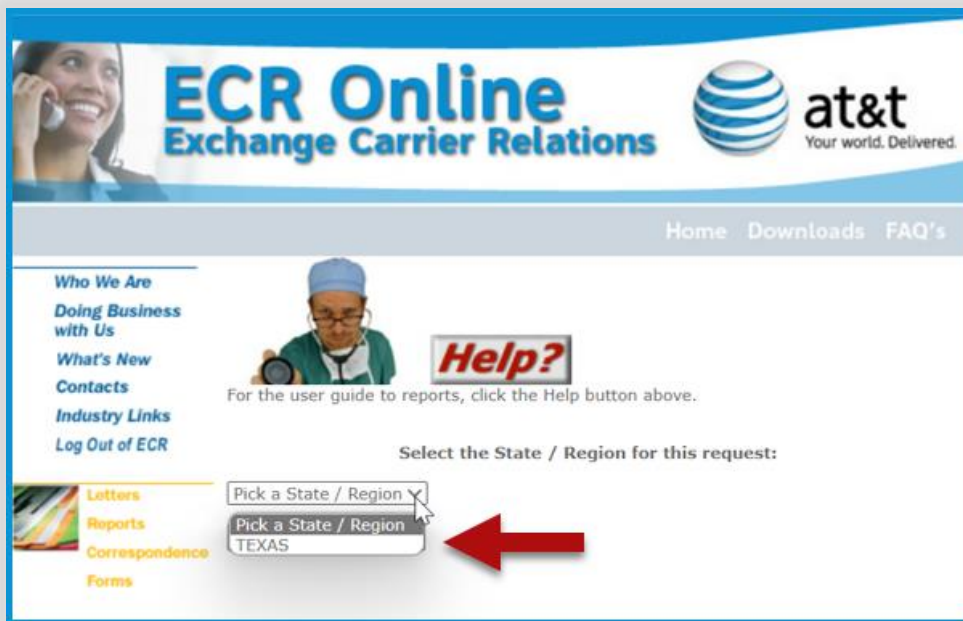 ECR Online
Exchange Carrier Relations
at&t
Your world. Delivered.
Home Downloads FAQ's
Who We Are
Doing Business
with Us
What's New
Contacts
Industry Links
Log Out of ECR
Help?
For the user guide to reports, click the Help button above.
Select the State / Region for this request:
Letters
Reports
Correspondence
Forms
Pick a State / Region
Pick a State / Region
TEXAS